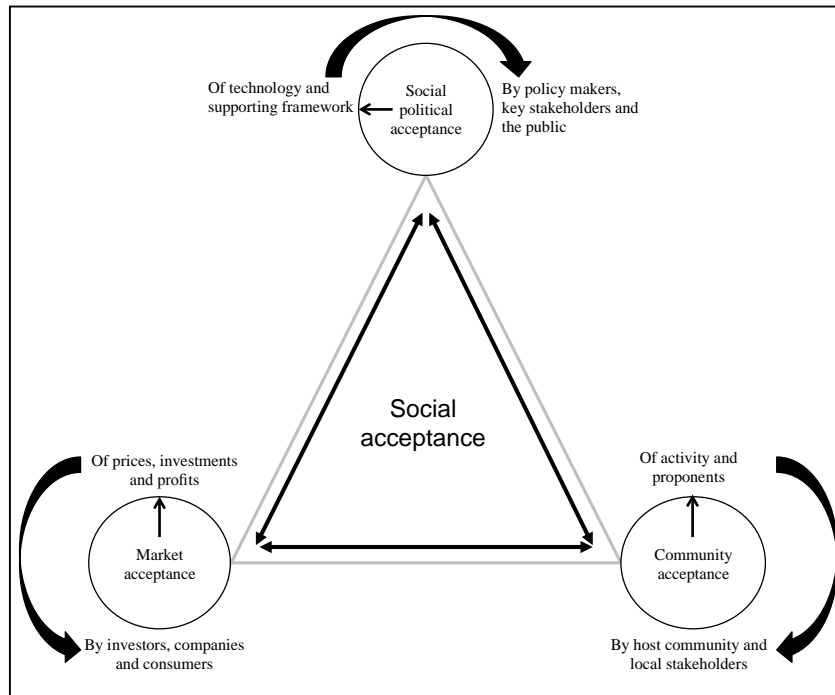 Of technology and
supporting framework
Social
political
acceptance
By policy makers,
key stakeholders and
the public
Social
acceptance
Of prices, investments
and profits
Market
acceptance
By investors, companies
and consumers
Of activity and
proponents
Community
acceptance
By host community and
local stakeholders